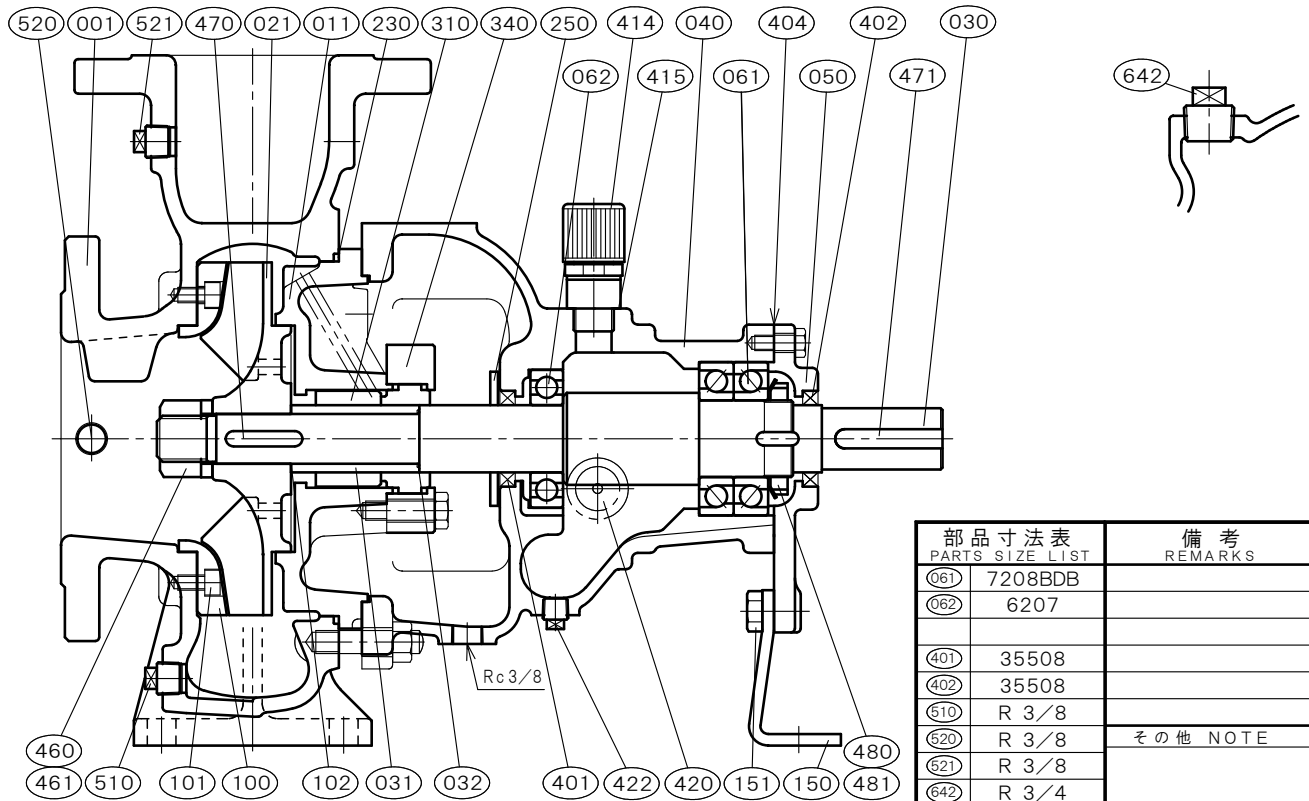 520 001 521 470 021 011 230 310 340 250 414 040 404 402 030
062 415 061 050 471
642
Rc 3/8
460 461 510 101 100 102 031 032 401 422 420 151 150 480 481
部品寸法表 備考
PARTS SIZE LIST REMARKS
061 7208BDB
062 6207
401 35508
402 35508
510 R 3/8
520 R 3/8 その他 NOTE
521 R 3/8
642 R 3/4